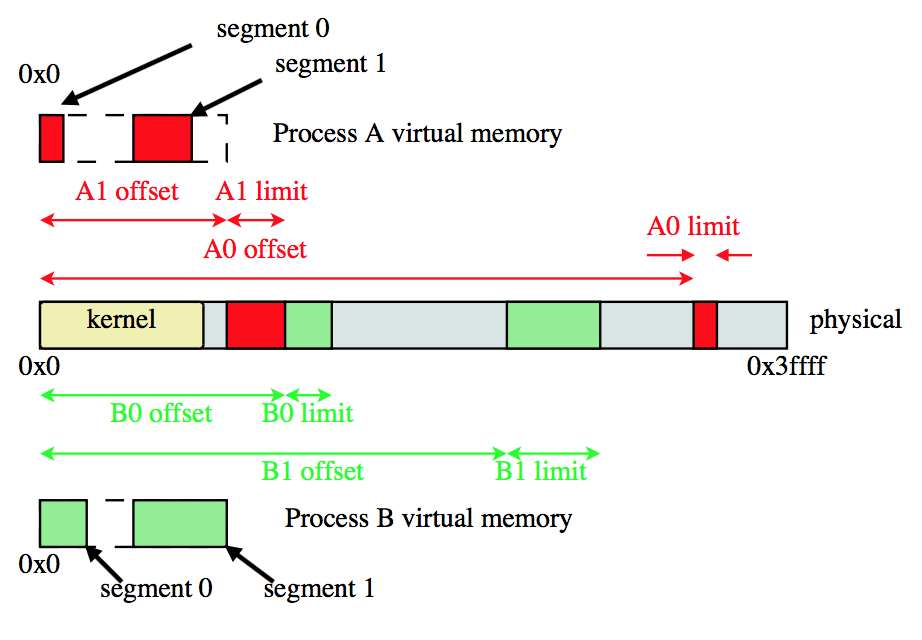 segment 0
segment 1
0x0
Process A virtual memory
A1 offset
A1 limit
A0 limit
A0 offset
kernel
physical
0x0
0x3ffff
B0 offset
B0 limit
B1 offset
B1 limit
Process B virtual memory
0x0
segment 0
segment 1